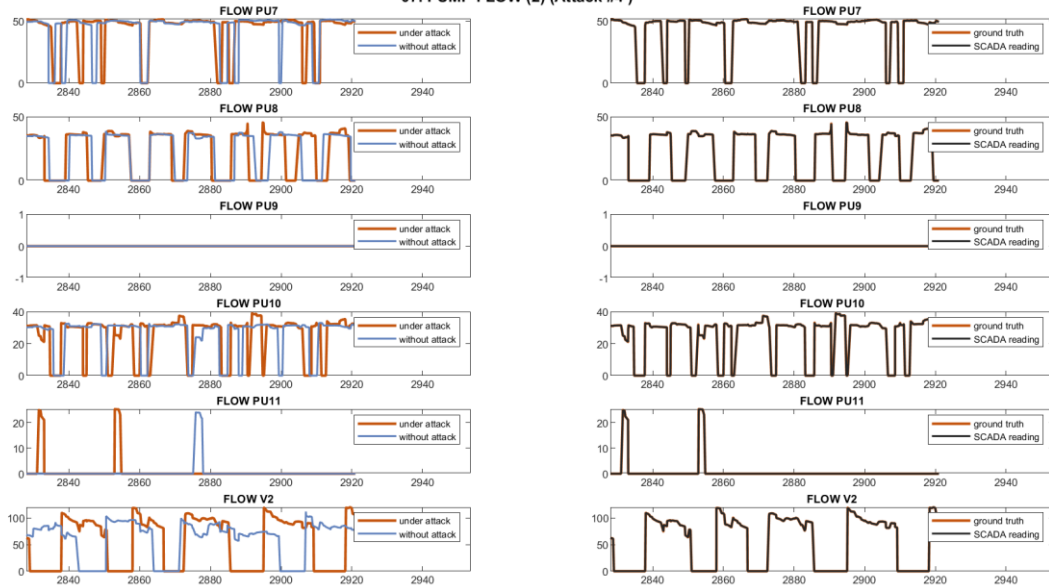 FLOW PU7 FLOW PU7
50 under attack without attack 50 ground truth SCADA reading
0 0
2840 2860 2880 2900 2920 2940 2840 2860 2880 2900 2920 2940
FLOW PU8 FLOW PU8
50 under attack without attack 50 ground truth SCADA reading
0 0
2840 2860 2880 2900 2920 2940 2840 2860 2880 2900 2920 2940
FLOW PU9 FLOW PU9
1 under attack without attack 1 ground truth SCADA reading
0 0
-1 -1
2840 2860 2880 2900 2920 2940 2840 2860 2880 2900 2920 2940
FLOW PU10 FLOW PU10
40 under attack without attack 40 ground truth SCADA reading
20 20
0 0
2840 2860 2880 2900 2920 2940 2840 2860 2880 2900 2920 2940
FLOW PU11 FLOW PU11
20 under attack without attack 20 ground truth SCADA reading
10 10
0 0
2840 2860 2880 2900 2920 2940 2840 2860 2880 2900 2920 2940
FLOW V2 FLOW V2
100 under attack without attack 100 ground truth SCADA reading
50 50
0 0
2840 2860 2880 2900 2920 2940 2840 2860 2880 2900 2920 2940